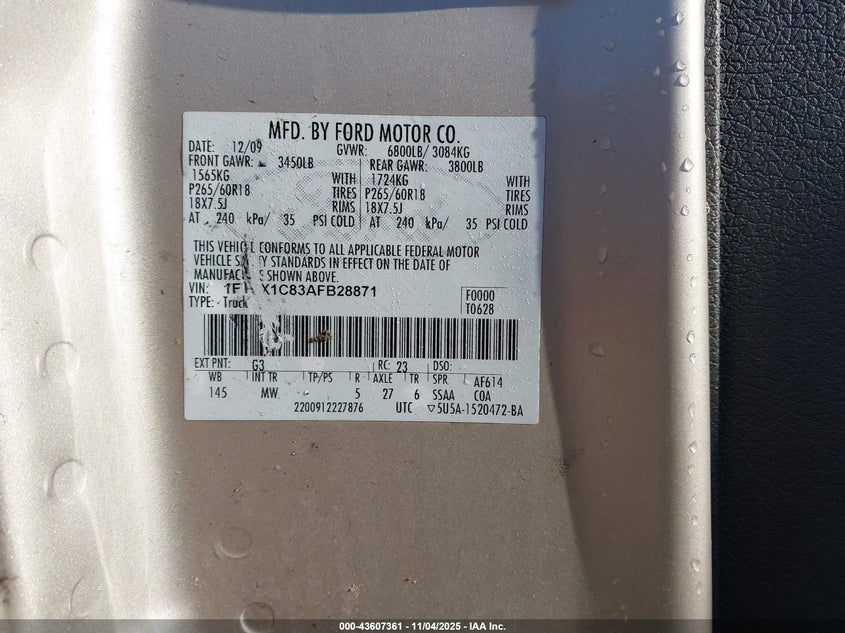 MFD. BY FORD MOTOR CO.
DATE: 12/09 GVWR: 6800LB/ 3084KG
FRONT GAWR: 3450LB REAR GAWR: 3800LB
1565KG WITH 1724KG WITH
P265/60R18 TIRES P265/60R18 TIRES
18X7.5J RIMS 18X7.5J RIMS
AT 240 kPa/ 35 PSI COLD AT 240 kPa/ 35 PSI COLD
THIS VEHICLE CONFORMS TO ALL APPLICABLE FEDERAL MOTOR
VEHICLE STANDARDS IN EFFECT ON THE DATE OF
MANUFACTURE SHOWN ABOVE.
VIN: X1C83AFB28871 F0000
TYPE: Truck T0628
EXT PNT: G3 RC: 23 DSO:
WB INT TR TP/PS R AXLE TR SPR AF614
145 MW - 5 27 6 SSAA COA
2200912227876 UTC ▽5U5A-1520472-BA
000-43607361 - 11/04/2025 - IAA Inc.